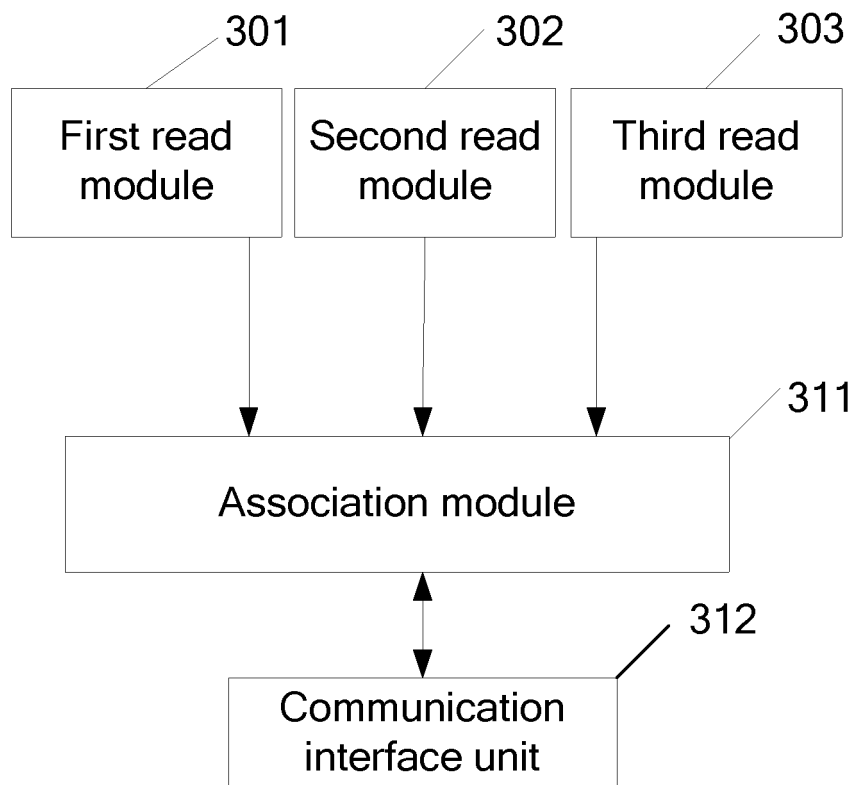 301
302
303
First read
module
Second read
module
Third read
module
311
Association module
312
Communication
interface unit